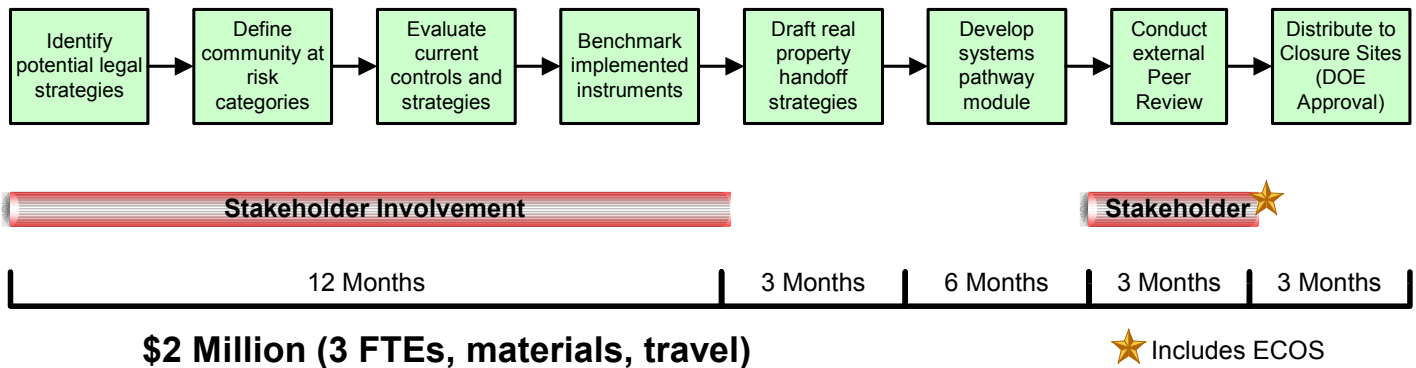 Identify
potential legal
strategies
Define
community at
risk
categories
Evaluate
current
controls and
strategies
Benchmark
implemented
instruments
Draft real
property
handoff
strategies
Develop
systems
pathway
module
Conduct
external
Peer
Review
Distribute to
Closure Sites
(DOE
Approval)
Stakeholder Involvement
Stakeholder
12 Months
3 Months
6 Months
3 Months
3 Months
$2 Million (3 FTEs, materials, travel)
Includes ECOS